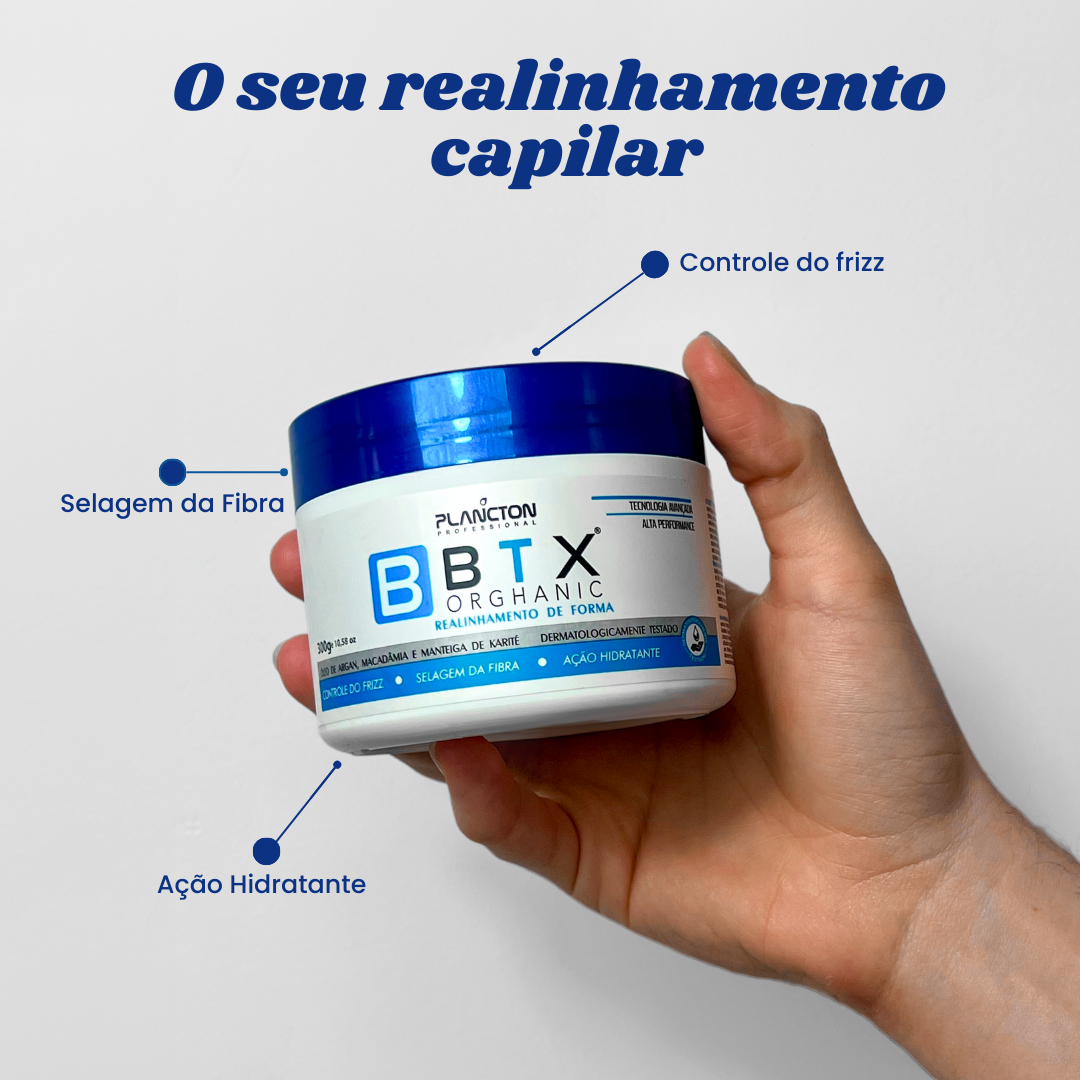 O seu realinhamento
capilar
Controle do frizz
Selagem da Fibra
PLANCTON
PROFESSIONAL
TECNOLOGIA AVANÇADA
ALTA PERFORMANCE
B BTX®
ORGHANIC
REALINHAMENTO DE FORMA
300g℮ 10,58 oz
ÓLEO DE ARGAN, MACADÂMIA E MANTEIGA DE KARITÉ DERMATOLOGICAMENTE TESTADO
CONTROLE DO FRIZZ • SELAGEM DA FIBRA • AÇÃO HIDRATANTE
Ação Hidratante